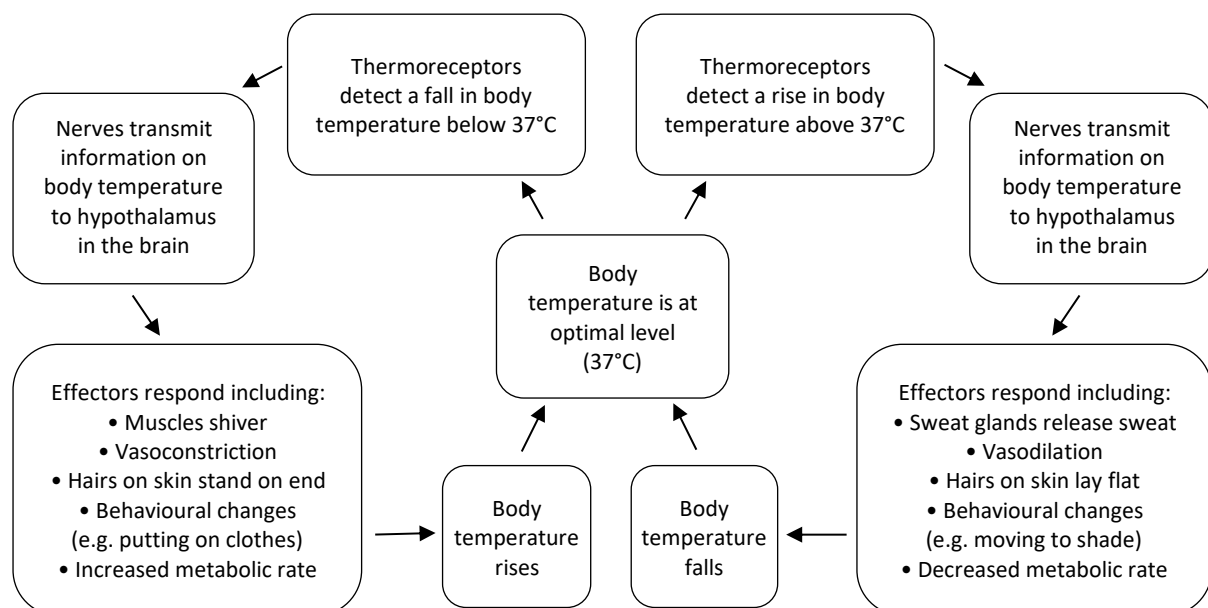 Thermoreceptors
detect a fall in body
temperature below 37°C
Thermoreceptors
detect a rise in body
temperature above 37°C
Nerves transmit
information on
body temperature
to hypothalamus
in the brain
Nerves transmit
information on
body temperature
to hypothalamus
in the brain
Body
temperature is at
optimal level
(37°C)
Effectors respond including:
• Muscles shiver
• Vasoconstriction
• Hairs on skin stand on end
• Behavioural changes
(e.g. putting on clothes)
• Increased metabolic rate
Effectors respond including:
• Sweat glands release sweat
• Vasodilation
• Hairs on skin lay flat
• Behavioural changes
(e.g. moving to shade)
• Decreased metabolic rate
Body
temperature
rises
Body
temperature
falls